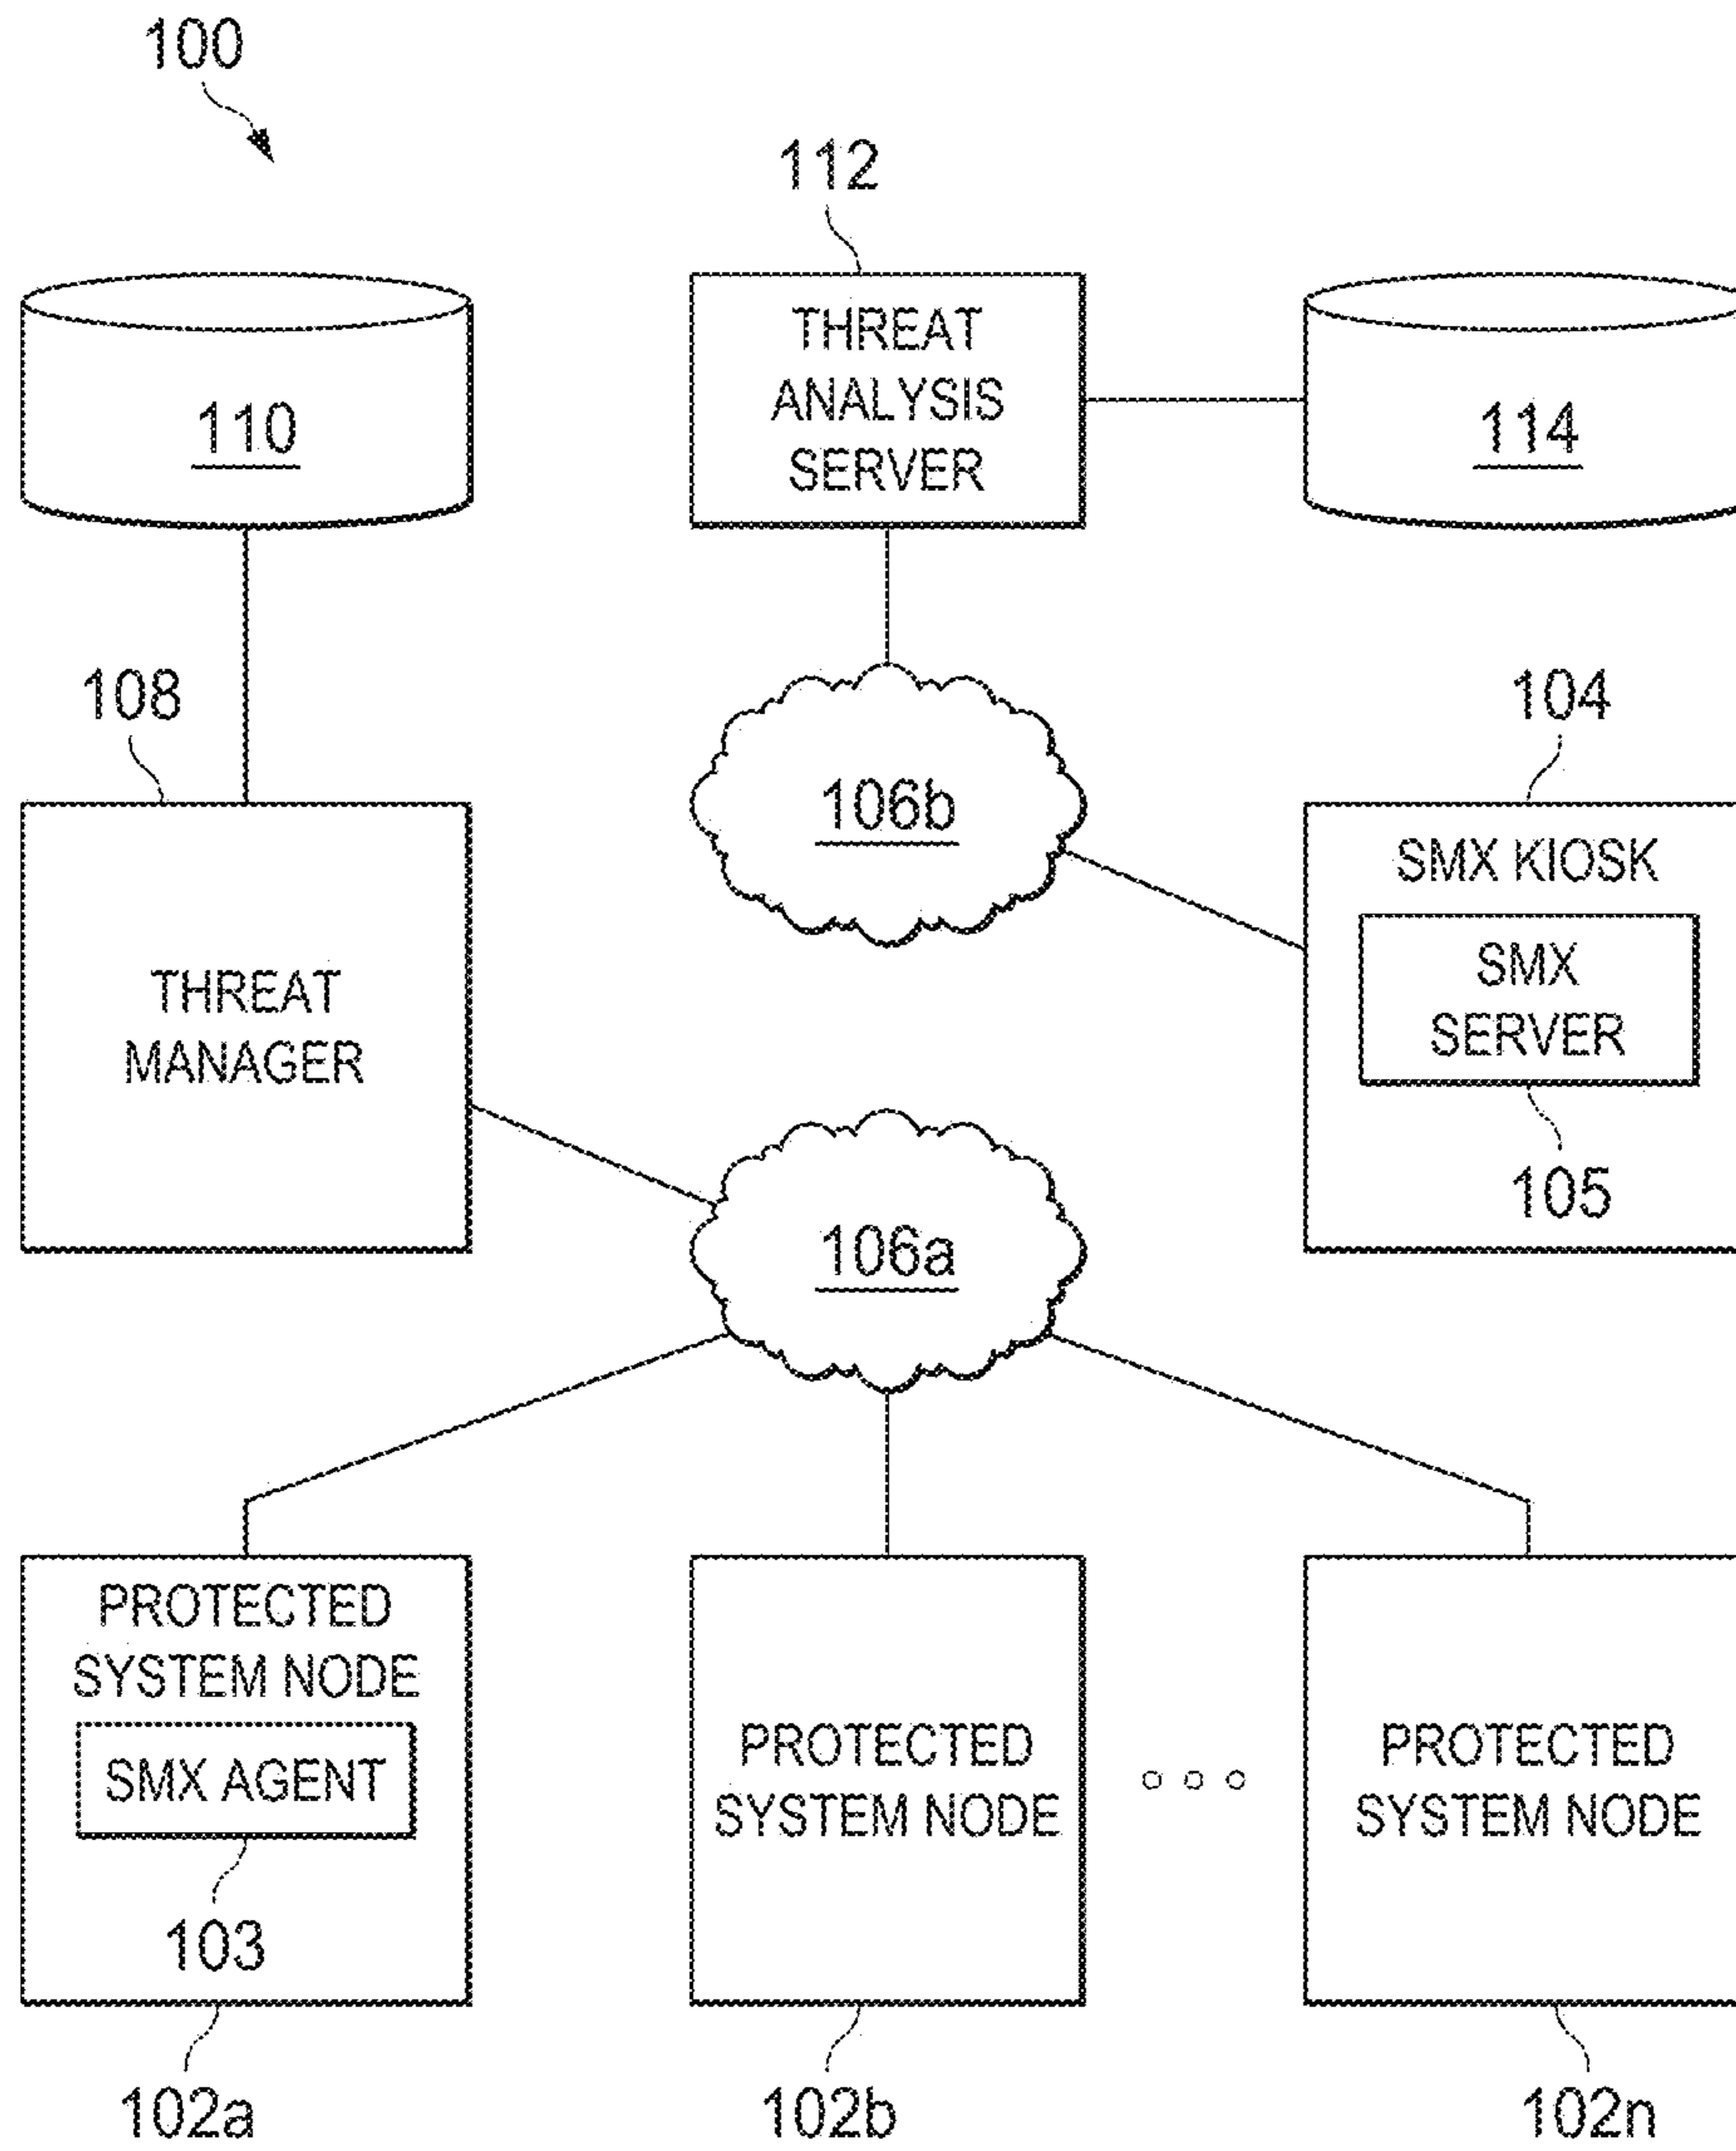 100
112
THREAT
ANALYSIS
SERVER
110
114
108
104
106b
SMX KIOSK
SMX
SERVER
THREAT
MANAGER
105
106a
PROTECTED
SYSTEM NODE
SMX AGENT
103
PROTECTED
SYSTEM NODE
PROTECTED
SYSTEM NODE
102a
102b
102n